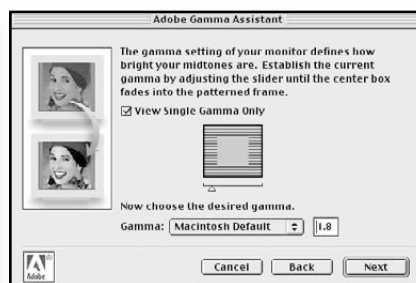 Adobe Gamma Assistant
The gamma setting of your monitor defines how
bright your midtones are. Establish the current
gamma by adjusting the slider until the center box
fades into the patterned frame.
View Single Gamma Only
Now choose the desired gamma.
Gamma: Macintosh Default 1.8
Adobe
Cancel Back Next